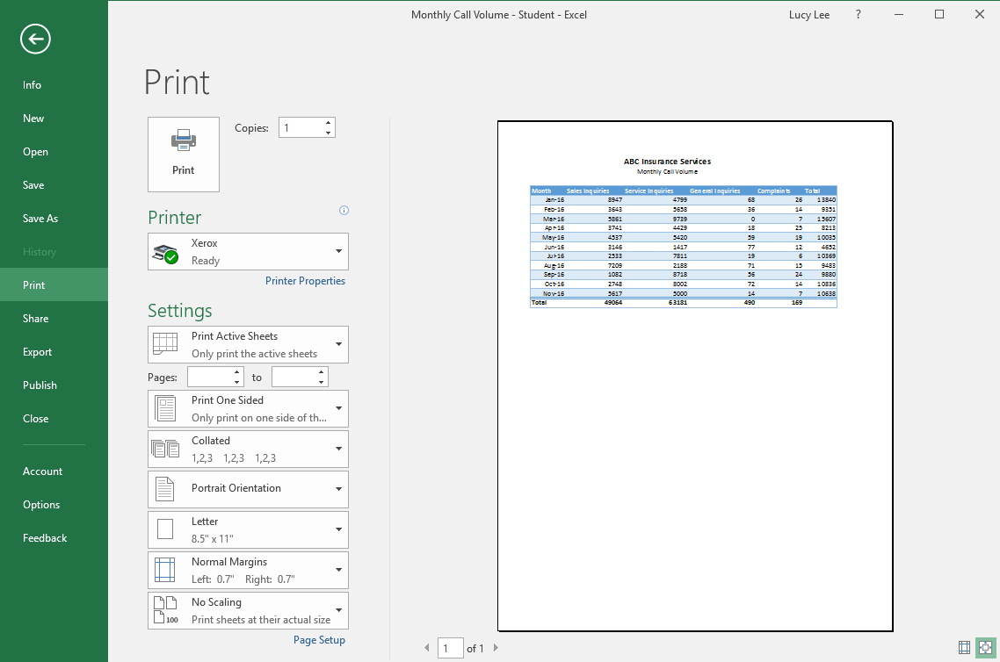 Monthly Call Volume - Student - Excel
Lucy Lee
?
Info
New
Open
Save
Save As
History
Print
Share
Export
Publish
Close
Account
Options
Feedback
Print
Print
Copies: 1
Printer
Xerox
Ready
Printer Properties
Settings
Print Active Sheets
Only print the active sheets
Pages: to
Print One Sided
Only print on one side of th...
Collated
1,2,3 1,2,3 1,2,3
Portrait Orientation
Letter
8.5" x 11"
Normal Margins
Left: 0.7" Right: 0.7"
No Scaling
100
Print sheets at their actual size
Page Setup
ABC Insurance Services
Monthly Call Volume
Month Sales Inquiries Service Inquiries General Inquiries Complaints Total
Jan-16 8947 4799 68 26 13840
Feb-16 3643 5658 36 14 9351
Mar-16 5861 9739 0 7 15607
Apr-16 3741 4429 18 25 8213
May-16 4537 5420 59 19 10035
Jun-16 3146 1417 77 12 4652
Jul-16 2533 7811 19 6 10369
Aug-16 7209 2188 71 15 9483
Sep-16 1082 8718 56 24 9880
Oct-16 2748 8002 72 14 10836
Nov-16 5617 5000 14 7 10638
Total 49064 63181 490 169
1 of 1